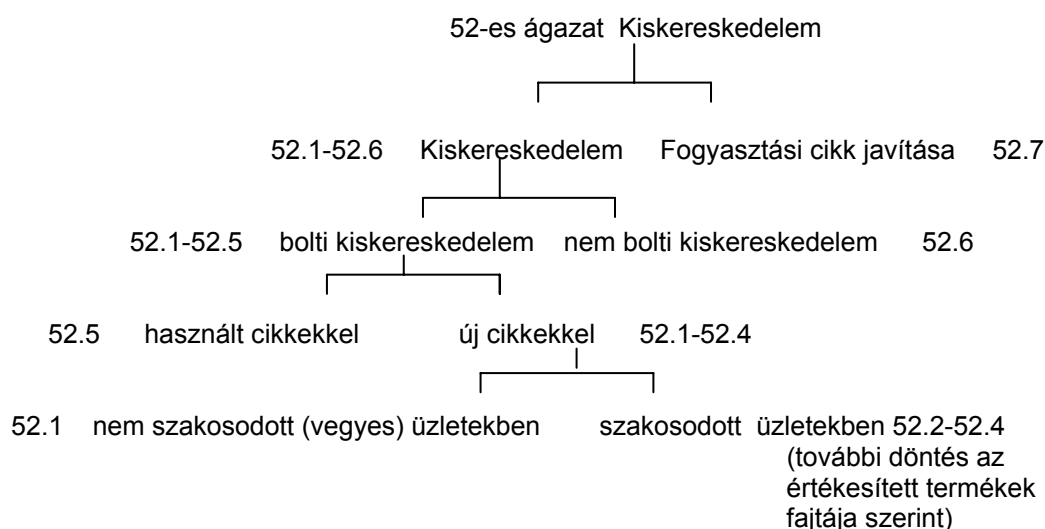 52-es ágazat Kiskereskedelem
52.1-52.6 Kiskereskedelem Fogyasztási cikk javítása 52.7
52.1-52.5 bolti kiskereskedelem nem bolti kiskereskedelem 52.6
52.5 használt cikkekkel új cikkekkel 52.1-52.4
52.1 nem szakosodott (vegyes) üzletekben szakosodott üzletekben 52.2-52.4
(további döntés az
értékesített termékek
fajtája szerint)